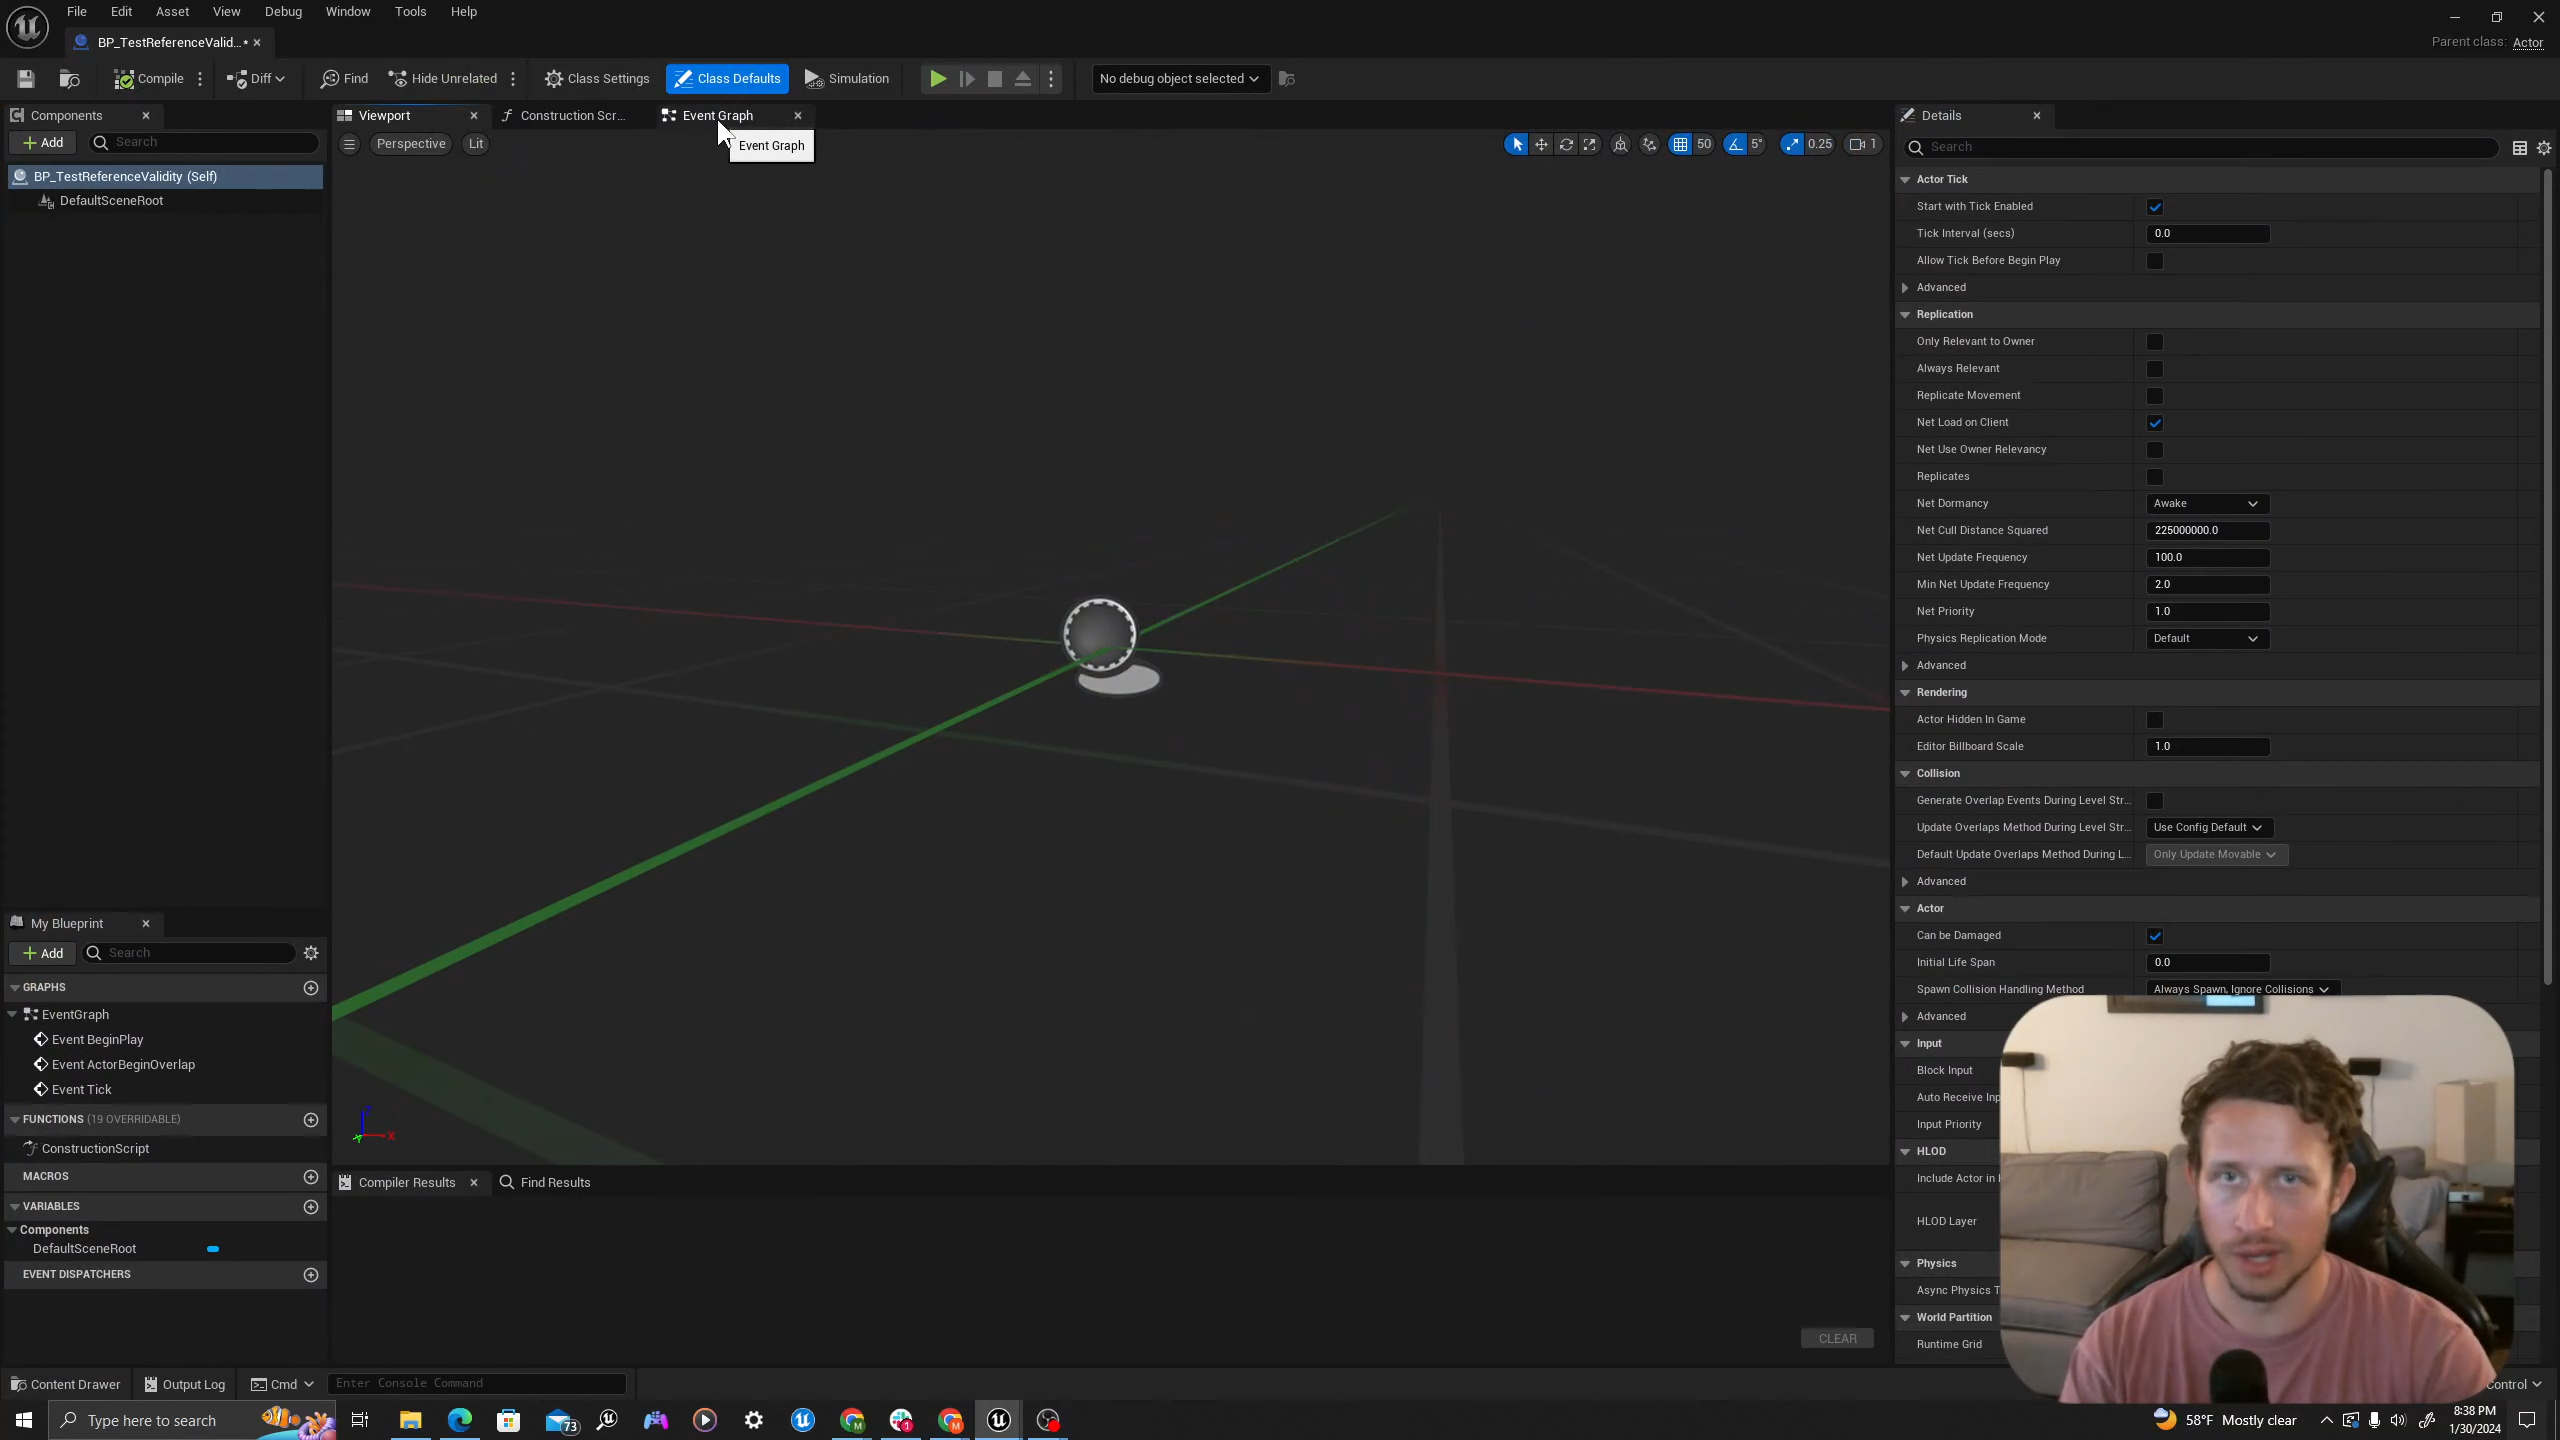 File Edit Asset View Debug Window Tools Help
BP_TestReferenceValid...*
Parent class: Actor
Compile Diff Find Hide Unrelated Class Settings Class Defaults Simulation No debug object selected
Components
Viewport Construction Scr... Event Graph
Details
Add Search
Perspective Lit
Event Graph
50 5° 0.25 1
Search
BP_TestReferenceValidity (Self)
DefaultSceneRoot
Actor Tick
Start with Tick Enabled
Tick Interval (secs) 0.0
Allow Tick Before Begin Play
Advanced
Replication
Only Relevant to Owner
Always Relevant
Replicate Movement
Net Load on Client
Net Use Owner Relevancy
Replicates
Net Dormancy Awake
Net Cull Distance Squared 225000000.0
Net Update Frequency 100.0
Min Net Update Frequency 2.0
Net Priority 1.0
Physics Replication Mode Default
Advanced
Rendering
Actor Hidden In Game
Editor Billboard Scale 1.0
Collision
Generate Overlap Events During Level Str...
Update Overlaps Method During Level Str... Use Config Default
Default Update Overlaps Method During L... Only Update Movable
Advanced
Actor
Can be Damaged
Initial Life Span 0.0
Spawn Collision Handling Method Always Spawn, Ignore Collisions
Advanced
Input
Block Input
Auto Receive Inp
Input Priority
HLOD
Include Actor in
HLOD Layer
Physics
Async Physics T
World Partition
Runtime Grid
My Blueprint
Add Search
GRAPHS
EventGraph
Event BeginPlay
Event ActorBeginOverlap
Event Tick
FUNCTIONS (19 OVERRIDABLE)
ConstructionScript
MACROS
VARIABLES
Components
DefaultSceneRoot
EVENT DISPATCHERS
X
Compiler Results Find Results
CLEAR
Content Drawer Output Log Cmd Enter Console Command
Control
Type here to search
73
1
58°F Mostly clear
8:38 PM
1/30/2024